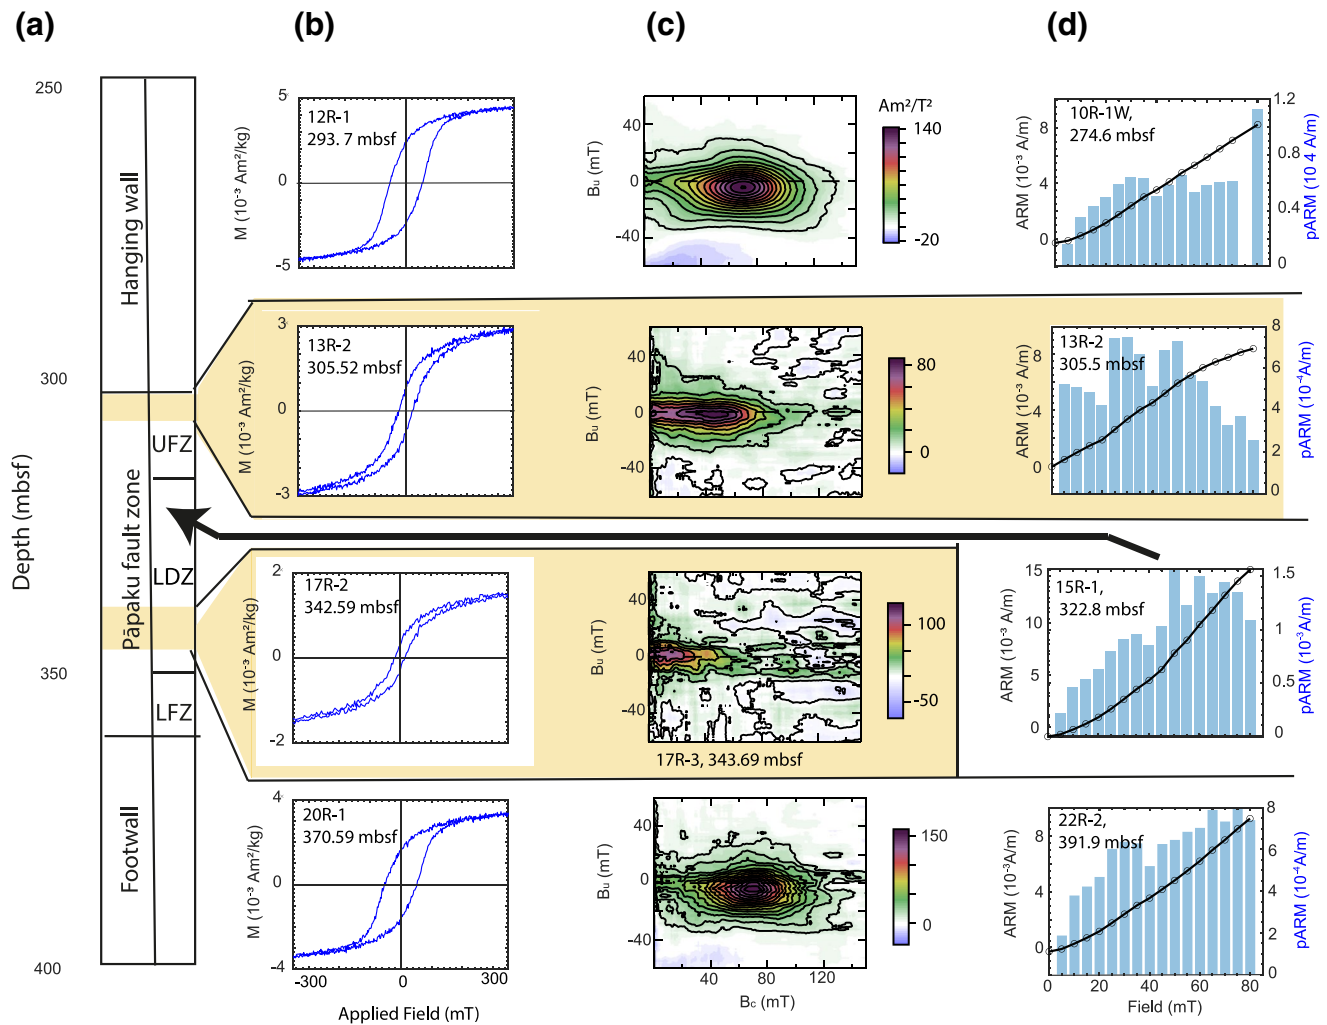 (a)
(b)
(c)
(d)
250
300
350
400
Depth (mbsf)
Hanging wall
Pāpaku fault zone
Footwall
UFZ
LDZ
LFZ
5
0
-5
M (10⁻³ Am²/kg)
12R-1
293.7 mbsf
40
0
-40
Bᵤ (mT)
Am²/T²
140
-20
8
4
0
ARM (10⁻³ A/m)
10R-1W,
274.6 mbsf
1.2
0.8
0.4
0
pARM (10 4 A/m)
3
0
-3
M (10⁻³ Am²/kg)
13R-2
305.52 mbsf
40
0
-40
Bᵤ (mT)
80
0
8
4
0
ARM (10⁻³ A/m)
13R-2
305.5 mbsf
8
6
4
2
0
pARM (10⁻⁴A/m)
2
0
-2
M (10⁻³ Am²/kg)
17R-2
342.59 mbsf
40
0
-40
Bᵤ (mT)
100
0
-50
17R-3, 343.69 mbsf
15
10
5
0
ARM (10⁻³ A/m)
15R-1,
322.8 mbsf
1.5
1
0.5
0
pARM (10⁻³A/m)
4
0
-4
M (10⁻³ Am²/kg)
20R-1
370.59 mbsf
-300
0
300
Applied Field (mT)
40
0
-40
Bᵤ (mT)
40
80
120
B꜀ (mT)
150
0
8
4
0
ARM (10⁻³A/m)
22R-2,
391.9 mbsf
8
6
4
2
0
pARM (10⁻⁴A/m)
0
20
40
60
80
Field (mT)